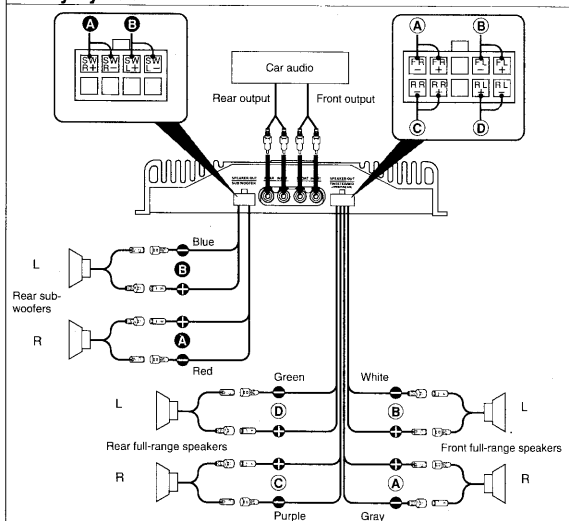 A B
SW R+ SW R- SW L+ SW L-
Car audio
Rear output Front output
A B
FR - FR + FL - FL +
RR RR RL RL
C D
SPEAKER OUT
SUBWOOFER
SPEAKER OUT
Blue
L
B
Rear sub-
woofers
R
A
Red
Green White
L D B L
Rear full-range speakers Front full-range speakers
R C A R
Purple Gray